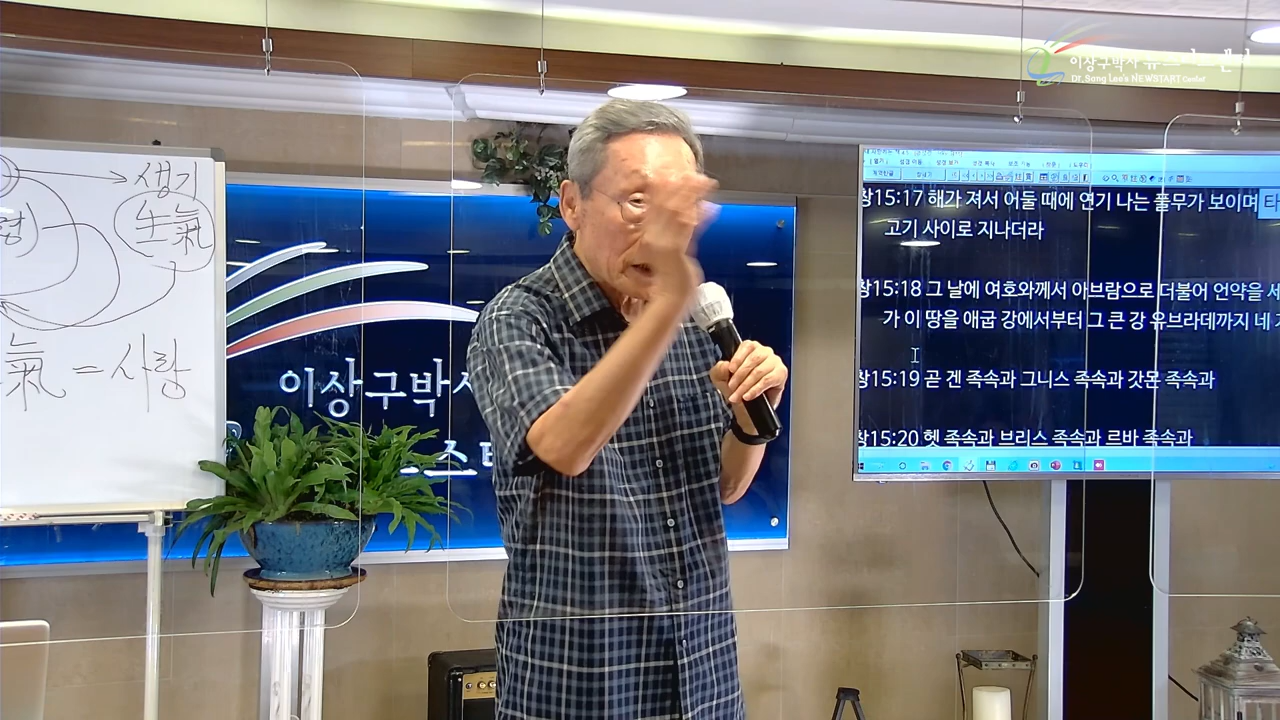 이상구박사
Dr. Sang Lee's NEWSTART Center
생기
生氣
형
氣 = 사랑
이상구박사
창15:17 해가 져서 어둘 때에 연기 나는 풀무가 보이며 타
고기 사이로 지나더라
창15:18 그 날에 여호와께서 아브람으로 더불어 언약을 세
가 이 땅을 애굽 강에서부터 그 큰 강 유브라데까지 네
창15:19 곧 겐 족속과 그니스 족속과 갓몬 족속과
창15:20 헷 족속과 브리스 족속과 르바 족속과